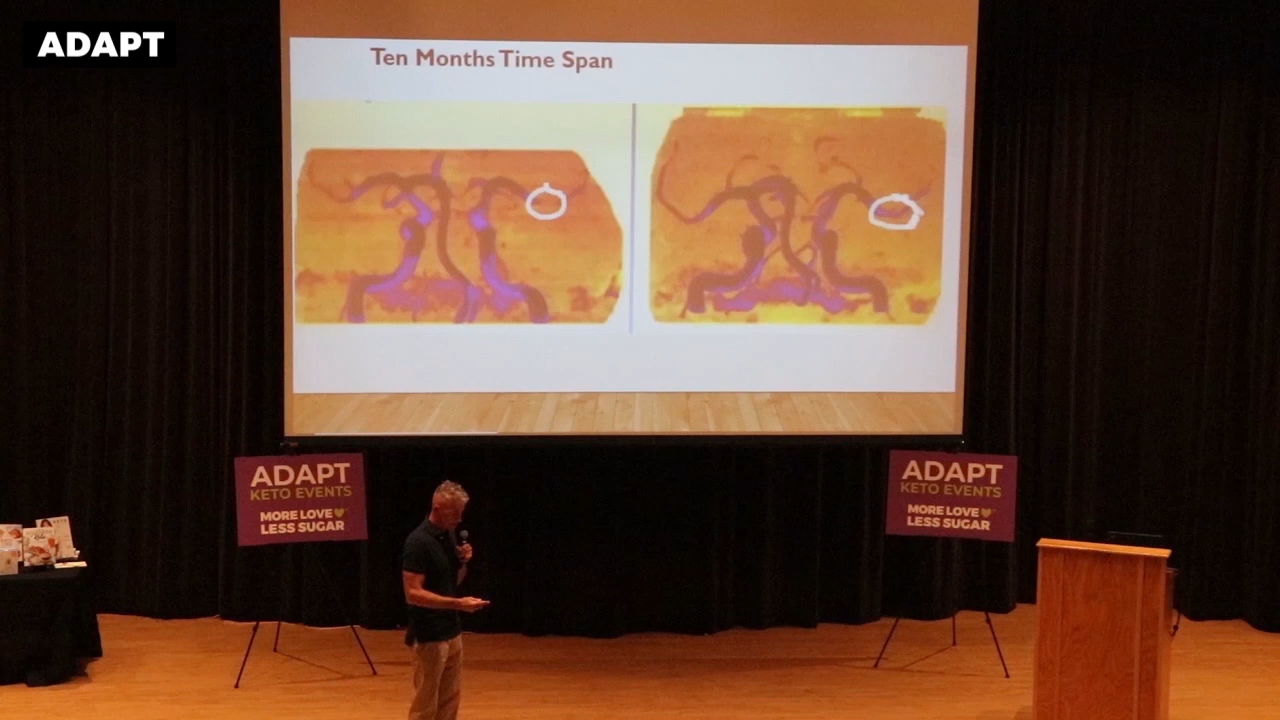 ADAPT
Ten Months Time Span
ADAPT
KETO EVENTS
MORE LOVE
LESS SUGAR
ADAPT
KETO EVENTS
MORE LOVE
LESS SUGAR